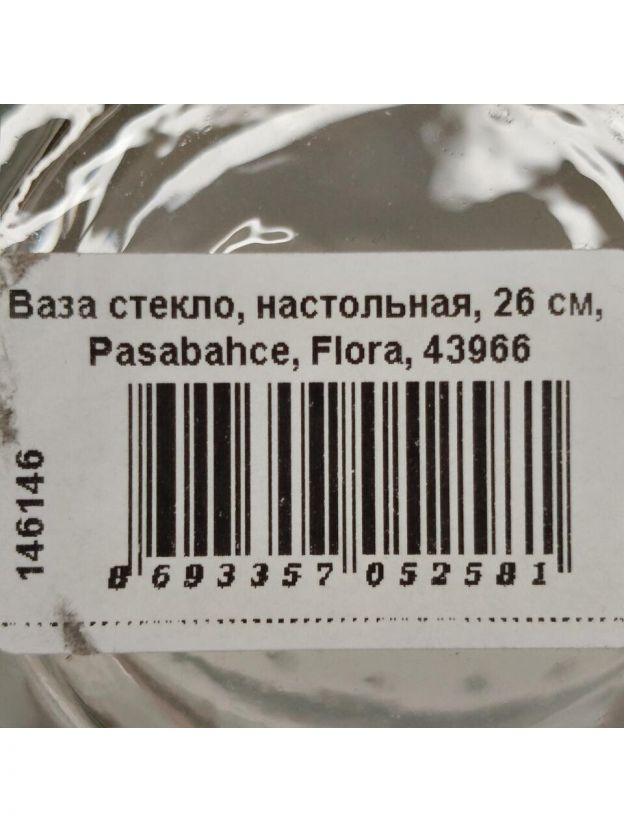 Ваза стекло, настольная, 26 см,
Pasabahce, Flora, 43966
146146
8 693357 052581